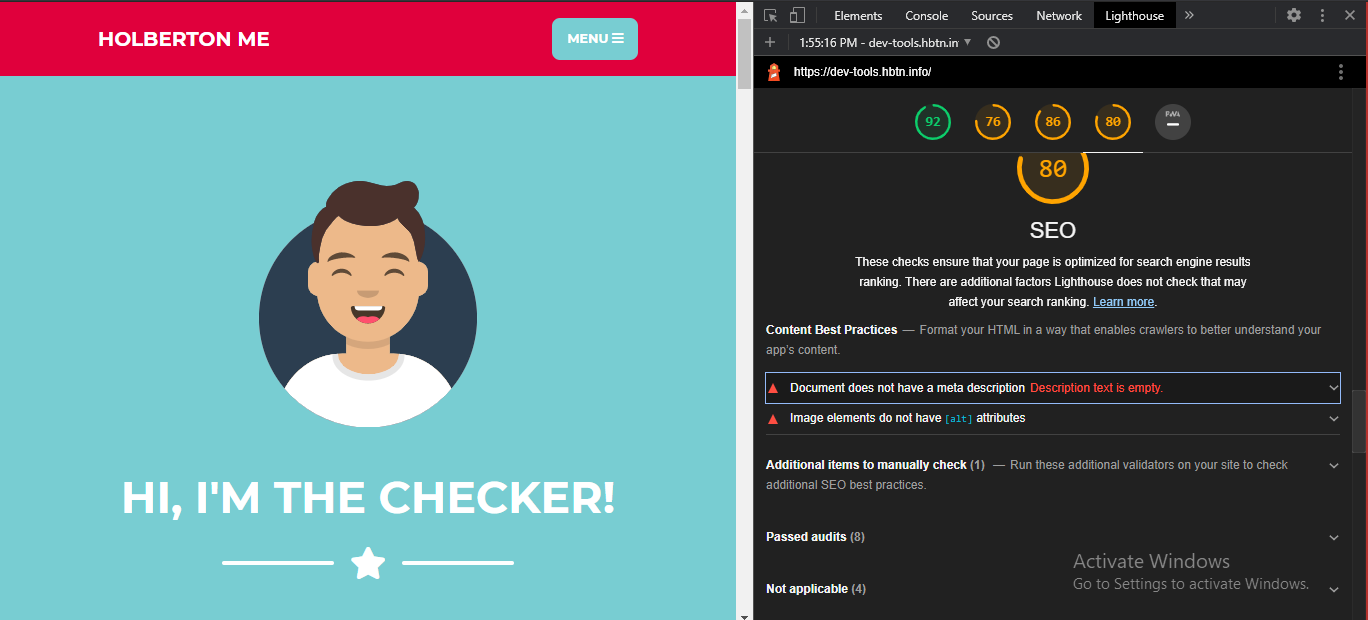 HOLBERTON ME
MENU
Elements Console Sources Network Lighthouse
1:55:16 PM - dev-tools.hbtn.in
https://dev-tools.hbtn.info/
92 76 86 80 PWA
80
SEO
These checks ensure that your page is optimized for search engine results
ranking. There are additional factors Lighthouse does not check that may
affect your search ranking. Learn more.
Content Best Practices — Format your HTML in a way that enables crawlers to better understand your
app's content.
Document does not have a meta description Description text is empty.
Image elements do not have [alt] attributes
Additional items to manually check (1) — Run these additional validators on your site to check
additional SEO best practices.
Passed audits (8)
Not applicable (4)
HI, I'M THE CHECKER!
Activate Windows
Go to Settings to activate Windows.